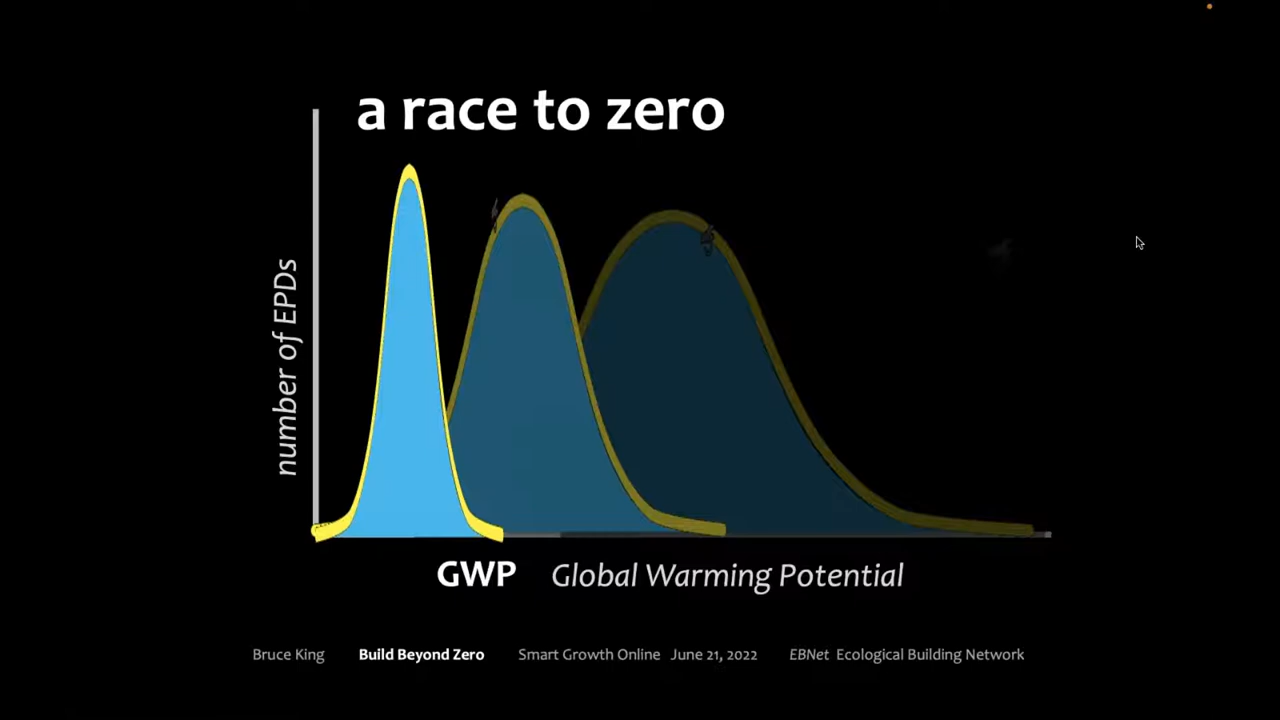 a race to zero
number of EPDs
GWP Global Warming Potential
Bruce King Build Beyond Zero Smart Growth Online June 21, 2022 EBNet Ecological Building Network